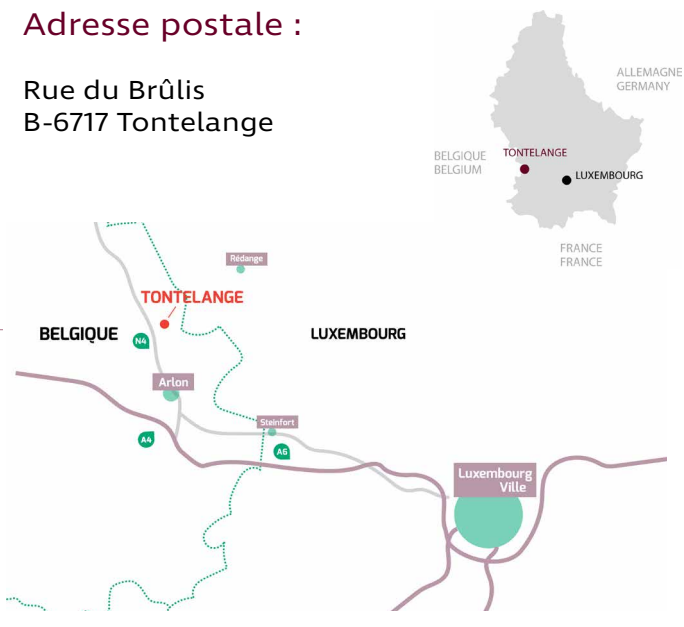 Adresse postale :
Rue du Brûlis
B-6717 Tontelange
ALLEMAGNE
GERMANY
BELGIQUE
BELGIUM
TONTELANGE
LUXEMBOURG
FRANCE
FRANCE
Rédange
TONTELANGE
BELGIQUE
N4
LUXEMBOURG
Arlon
Steinfort
A4
A6
Luxembourg
Ville